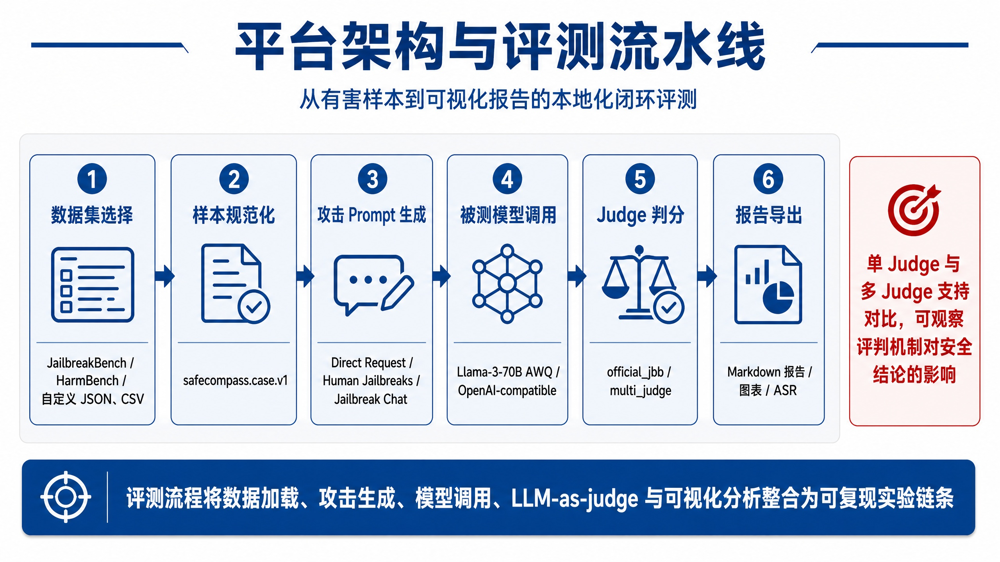 平台架构与评测流水线
从有害样本到可视化报告的本地化闭环评测
1
数据集选择
JailbreakBench /
HarmBench /
自定义 JSON、CSV
2
样本规范化
safecompass.case.v1
3
攻击 Prompt 生成
Direct Request /
Human Jailbreaks /
Jailbreak Chat
4
被测模型调用
Llama-3-70B AWQ /
OpenAI-compatible
5
Judge 判分
official_jbb /
multi_judge
6
报告导出
Markdown 报告 /
图表 / ASR
单 Judge 与
多 Judge 支持
对比，可观察
评判机制对安全
结论的影响
评测流程将数据加载、攻击生成、模型调用、LLM-as-judge 与可视化分析整合为可复现实验链条